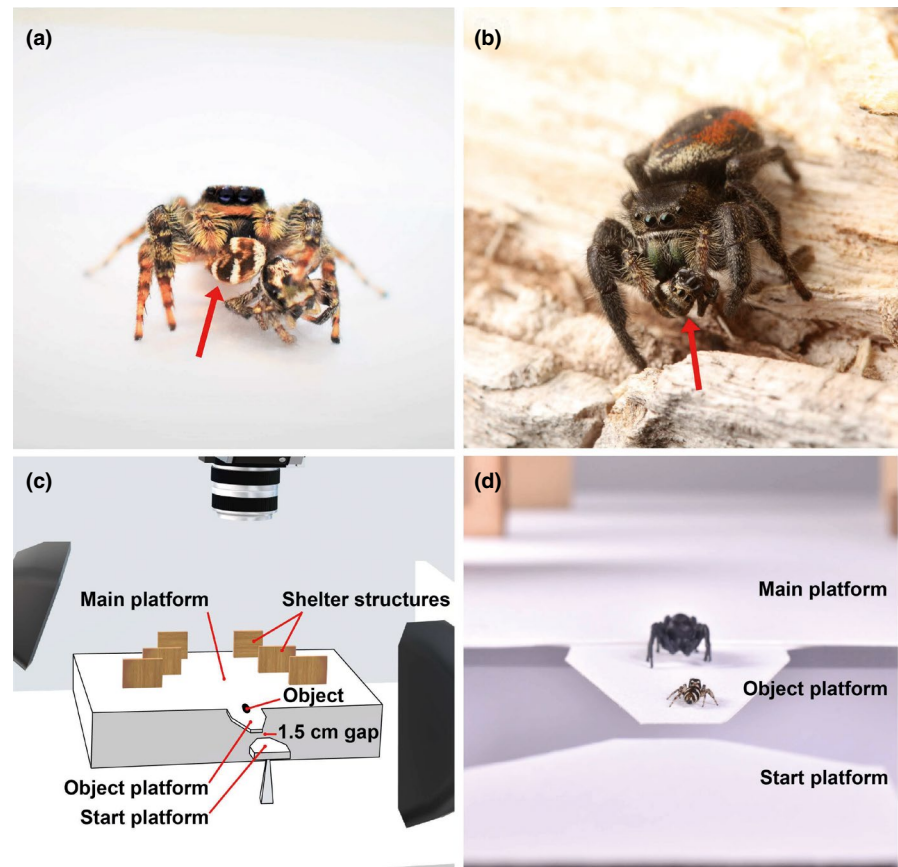 (a)
(b)
(c)
Main platform
Shelter structures
Object
1.5 cm gap
Object platform
Start platform
(d)
Main platform
Object platform
Start platform